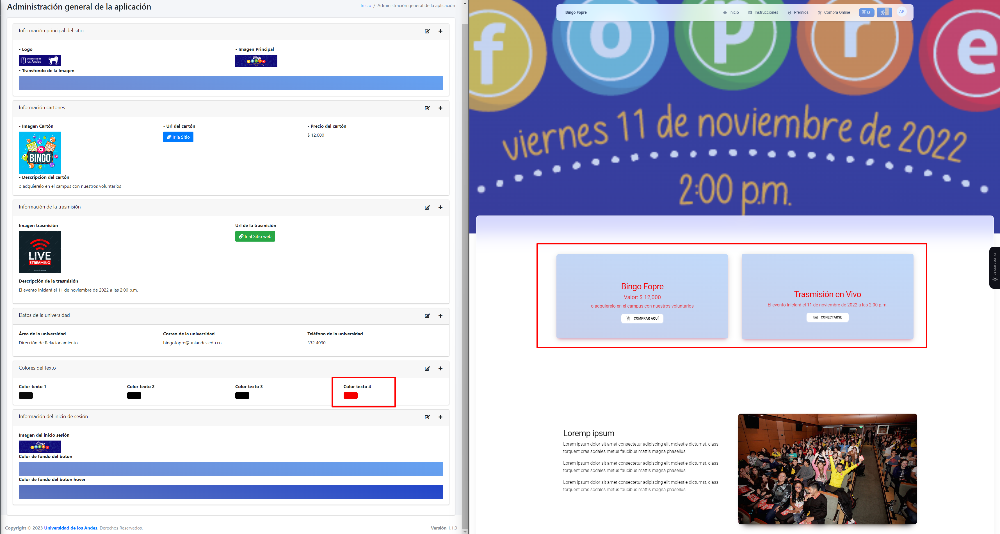 Administración general de la aplicación
Inicio / Administración general de la aplicación
Información principal del sitio
• Logo
• Imagen Principal
Universidad de
los Andes
Bingo
fopre
• Transfondo de la Imagen
Información cartones
• Imagen Cartón
• Url del cartón
• Precio del cartón
Ir la Sitio
$ 12,000
BINGO
• Descripción del cartón
o adquierelo en el campus con nuestros voluntarios
Información de la trasmisión
Imagen trasmisión
Url de la trasmisión
Ir al Sitio web
LIVE
STREAMING
Descripción de la trasmisión
El evento iniciará el 11 de noviembre de 2022 a las 2:00 p.m.
Datos de la universidad
Área de la universidad
Correo de la universidad
Teléfono de la universidad
Dirección de Relacionamiento
bingofopre@uniandes.edu.co
332 4090
Colores del texto
Color texto 1
Color texto 2
Color texto 3
Color texto 4
Información del inicio de sesión
Imagen del inicio sesión
Bingo
fopre
Color de fondo del boton
Color de fondo del boton hover
Copyright © 2023 Universidad de los Andes. Derechos Reservados.
Versión 1.1.0
Bingo Fopre
Inicio
Instrucciones
Premios
Compra Online
0
AB
fopre
viernes 11 de noviembre de 2022
2:00 p.m.
BLACKBOX AI
Bingo Fopre
Valor: $ 12,000
o adquierelo en el campus con nuestros voluntarios
COMPRAR AQUÍ
Trasmisión en Vivo
El evento iniciará el 11 de noviembre de 2022 a las 2:00 p.m.
CONECTARSE
Loremp ipsum
Lorem ipsum dolor sit amet consectetur adipiscing elit molestie dictumst, class
torquent cras sodales metus faucibus mattis magna phasellus
Lorem ipsum dolor sit amet consectetur adipiscing elit molestie dictumst, class
torquent cras sodales metus faucibus mattis magna phasellus
Lorem ipsum dolor sit amet consectetur adipiscing elit molestie dictumst, class
torquent cras sodales metus faucibus mattis magna phasellus